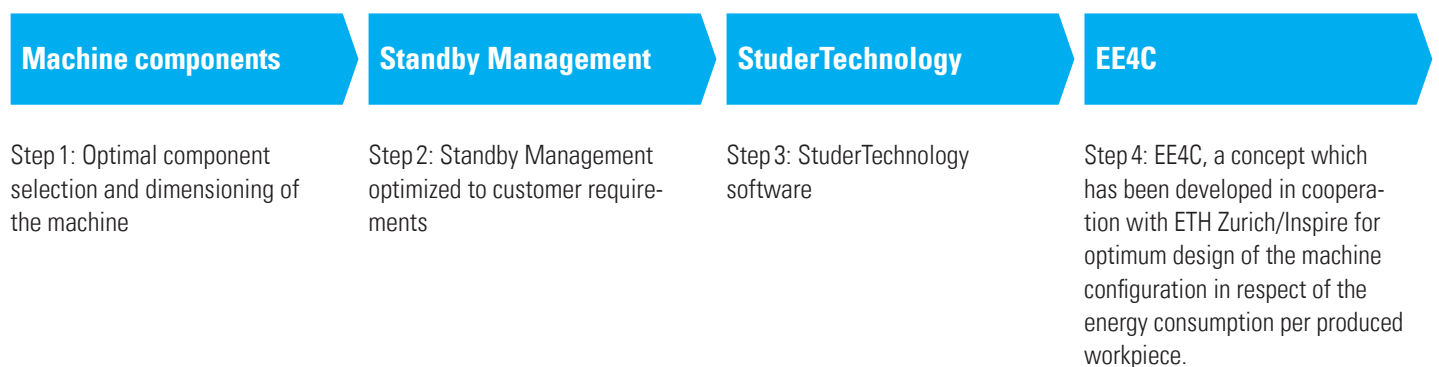 Machine components
Standby Management
StuderTechnology
EE4C
Step 1: Optimal component
selection and dimensioning of
the machine
Step 2: Standby Management
optimized to customer require-
ments
Step 3: StuderTechnology
software
Step 4: EE4C, a concept which
has been developed in coopera-
tion with ETH Zurich/Inspire for
optimum design of the machine
configuration in respect of the
energy consumption per produced
workpiece.